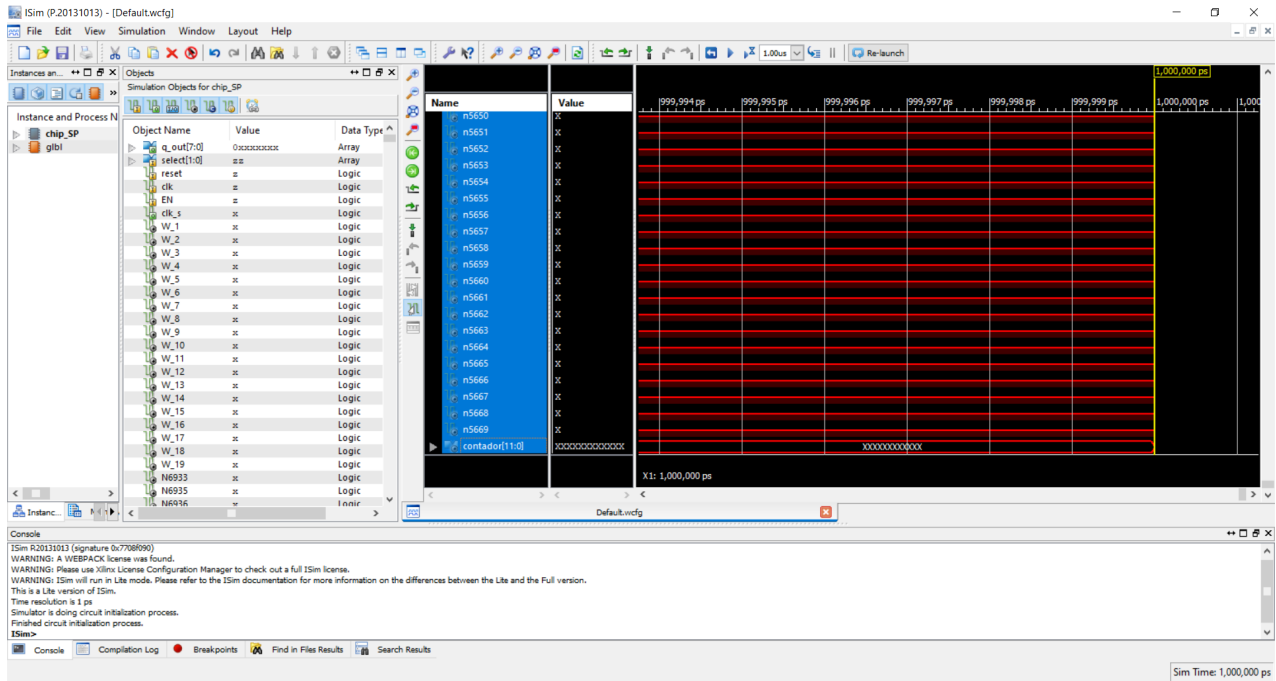 ISim (P.20131013) - [Default.wcfg]
File Edit View Simulation Window Layout Help
1.00us
Re-launch
Instances an...
Instance and Process N
chip_SP
glbl
Instanc...
Objects
Simulation Objects for chip_SP
Object Name Value Data Type
q_out[7:0] 0xxxxxxx Array
select[1:0] zz Array
reset z Logic
clk z Logic
EN z Logic
clk_s x Logic
W_1 x Logic
W_2 x Logic
W_3 x Logic
W_4 x Logic
W_5 x Logic
W_6 x Logic
W_7 x Logic
W_8 x Logic
W_9 x Logic
W_10 x Logic
W_11 x Logic
W_12 x Logic
W_13 x Logic
W_14 x Logic
W_15 x Logic
W_16 x Logic
W_17 x Logic
W_18 x Logic
W_19 x Logic
N6933 x Logic
N6935 x Logic
N6936 x Logic
1,000,000 ps
Name Value 999,994 ps 999,995 ps 999,996 ps 999,997 ps 999,998 ps 999,999 ps 1,000,000 ps 1,000
n5650 X
n5651 X
n5652 X
n5653 X
n5654 X
n5655 X
n5656 X
n5657 X
n5658 X
n5659 X
n5660 X
n5661 X
n5662 X
n5663 X
n5664 X
n5665 X
n5666 X
n5667 X
n5668 X
n5669 X
contador[11:0] XXXXXXXXXXXX XXXXXXXXXXXX
X1: 1,000,000 ps
Default.wcfg
Console
ISim P.20131013 (signature 0x7708f090)
WARNING: A WEBPACK license was found.
WARNING: Please use Xilinx License Configuration Manager to check out a full ISim license.
WARNING: ISim will run in Lite mode. Please refer to the ISim documentation for more information on the differences between the Lite and the Full version.
This is a Lite version of ISim.
Time resolution is 1 ps
Simulator is doing circuit initialization process.
Finished circuit initialization process.
ISim>
Console Compilation Log Breakpoints Find in Files Results Search Results
Sim Time: 1,000,000 ps